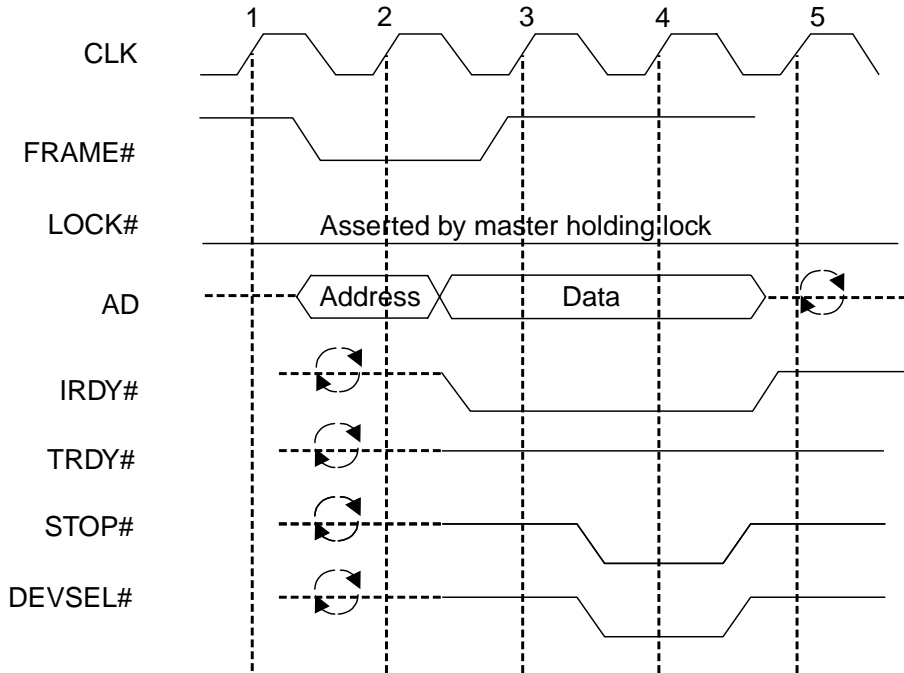 1 2 3 4 5
CLK
FRAME#
LOCK# Asserted by master holding lock
AD Address Data
IRDY#
TRDY#
STOP#
DEVSEL#